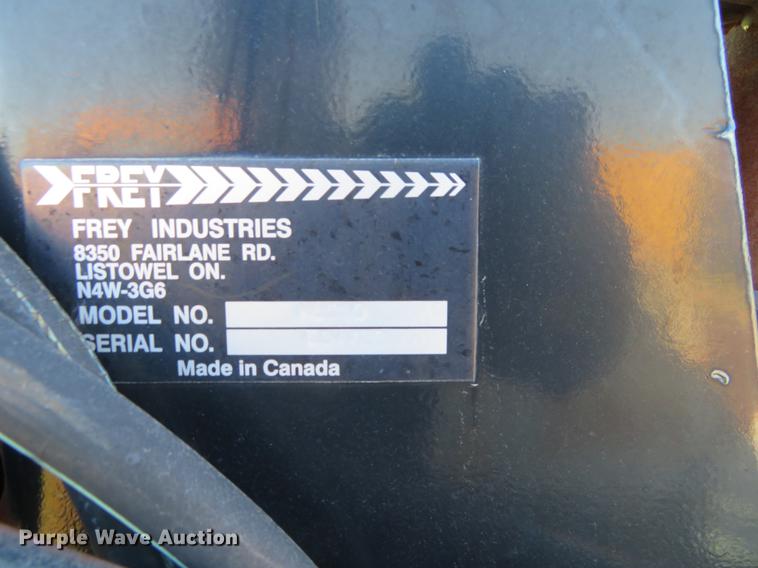 FREY
FREY INDUSTRIES
8350 FAIRLANE RD.
LISTOWEL ON.
N4W-3G6
MODEL NO.
SERIAL NO.
Made in Canada
Purple Wave Auction